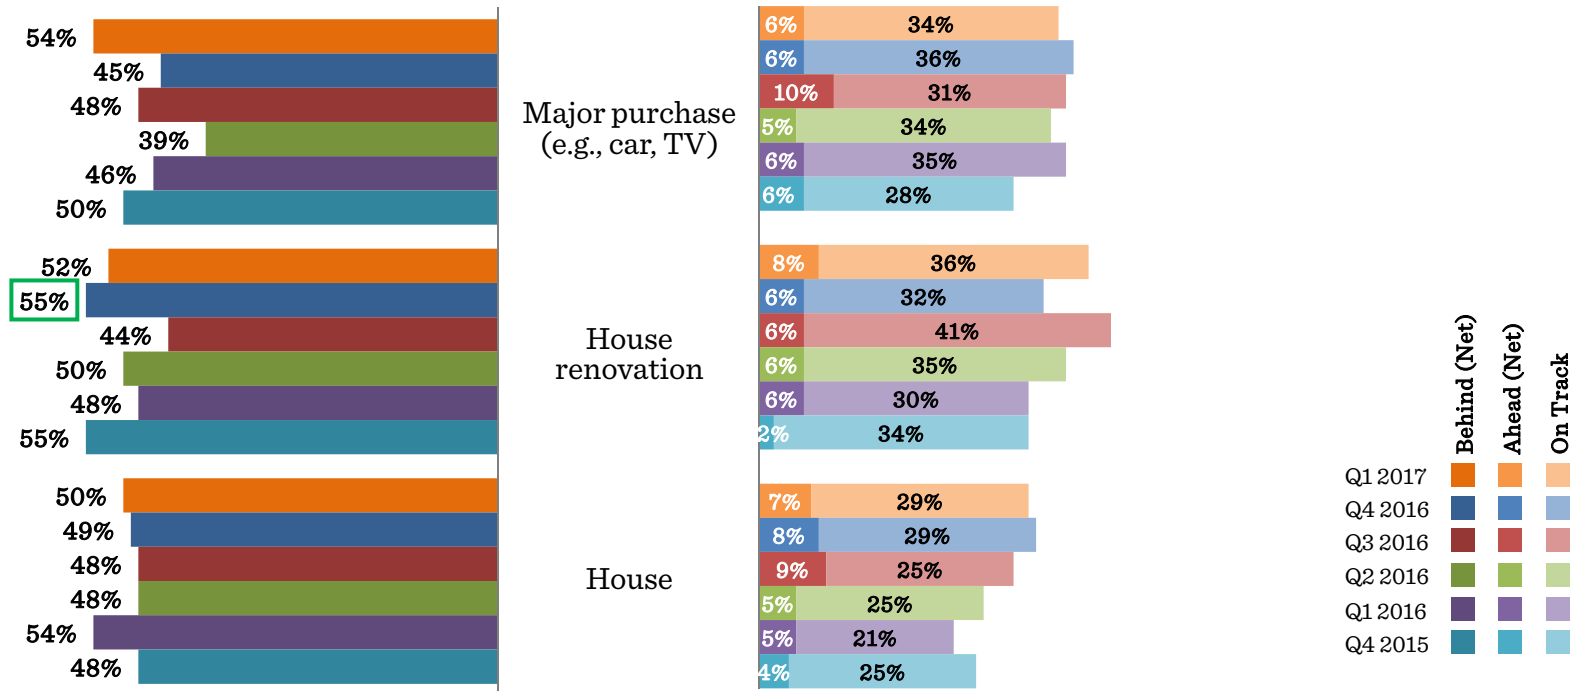 54%
6% 34%
45%
6% 36%
48%
10% 31%
Major purchase
(e.g., car, TV)
39%
5% 34%
46%
6% 35%
50%
6% 28%
52%
8% 36%
55%
6% 32%
44%
6% 41%
House
renovation
50%
6% 35%
48%
6% 30%
55%
2% 34%
50%
7% 29%
49%
8% 29%
48%
9% 25%
House
48%
5% 25%
54%
5% 21%
48%
4% 25%
Behind (Net)
Ahead (Net)
On Track
Q1 2017
Q4 2016
Q3 2016
Q2 2016
Q1 2016
Q4 2015